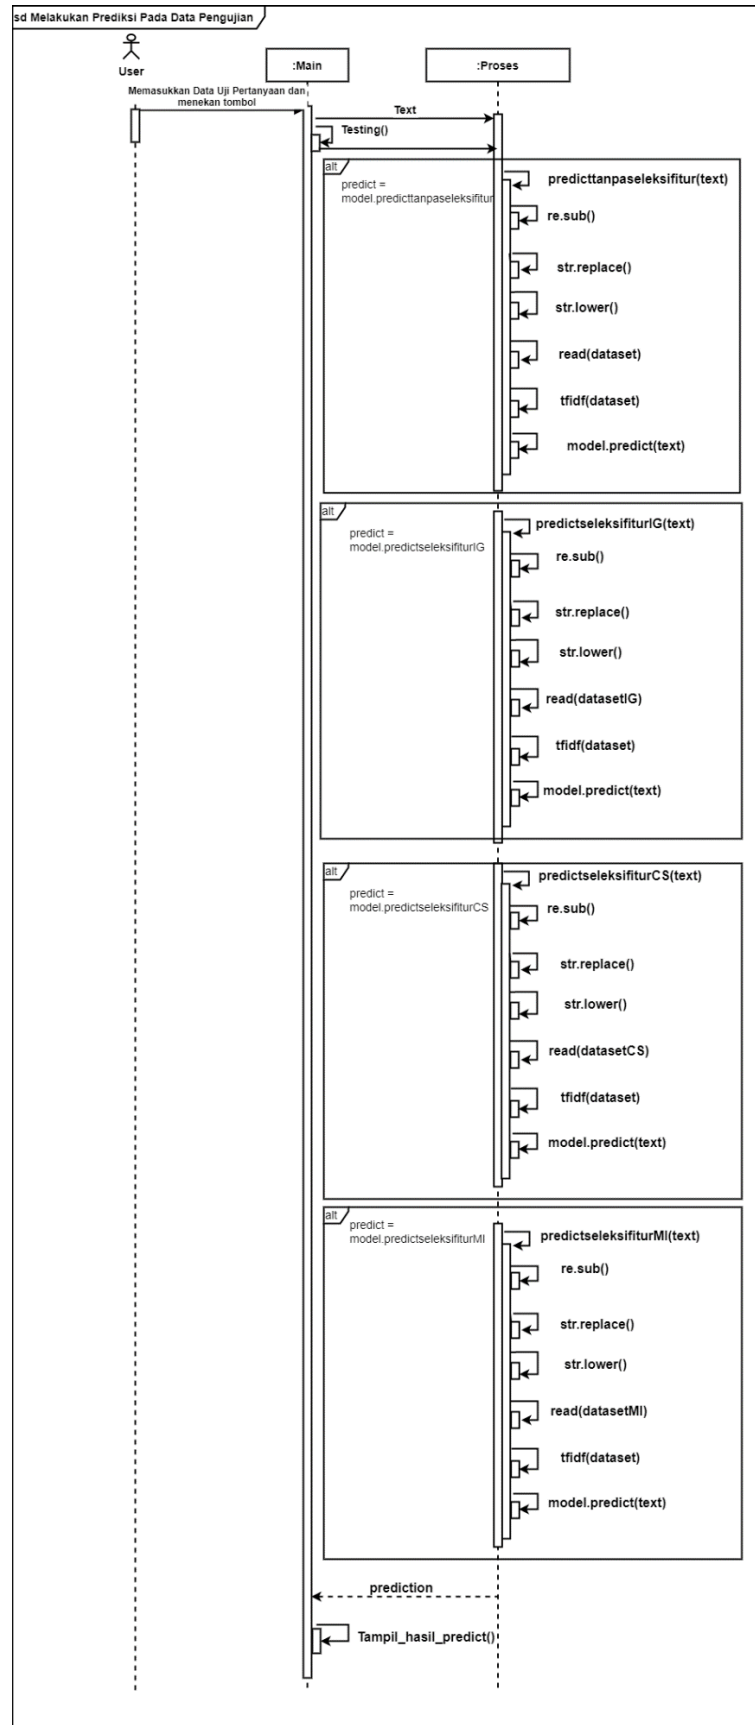 sd Melakukan Prediksi Pada Data Pengujian
User
:Main
:Proses
Memasukkan Data Uji Pertanyaan dan
menekan tombol
Text
Testing()
alt
predict =
model.predicttanpaseleksifitur
predicttanpaseleksifitur(text)
re.sub()
str.replace()
str.lower()
read(dataset)
tfidf(dataset)
model.predict(text)
alt
predict =
model.predictseleksifiturIG
predictseleksifiturIG(text)
re.sub()
str.replace()
str.lower()
read(datasetIG)
tfidf(dataset)
model.predict(text)
alt
predict =
model.predictseleksifiturCS
predictseleksifiturCS(text)
re.sub()
str.replace()
str.lower()
read(datasetCS)
tfidf(dataset)
model.predict(text)
alt
predict =
model.predictseleksifiturMI
predictseleksifiturMI(text)
re.sub()
str.replace()
str.lower()
read(datasetMI)
tfidf(dataset)
model.predict(text)
prediction
Tampil_hasil_predict()